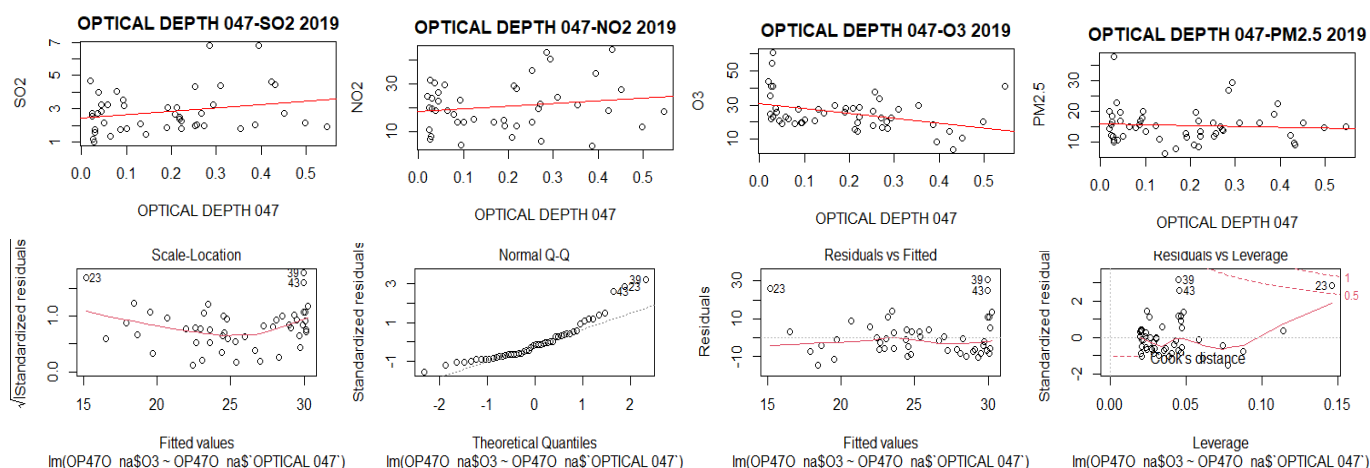 OPTICAL DEPTH 047-SO2 2019
SO2
1 3 5 7
0.0 0.1 0.2 0.3 0.4 0.5
OPTICAL DEPTH 047
OPTICAL DEPTH 047-NO2 2019
NO2
10 30
0.0 0.1 0.2 0.3 0.4 0.5
OPTICAL DEPTH 047
OPTICAL DEPTH 047-O3 2019
O3
10 30 50
0.0 0.1 0.2 0.3 0.4 0.5
OPTICAL DEPTH 047
OPTICAL DEPTH 047-PM2.5 2019
PM2.5
10 20 30
0.0 0.1 0.2 0.3 0.4 0.5
OPTICAL DEPTH 047
Scale-Location
√|Standardized residuals
0.0 1.0
23
39
43
15 20 25 30
Fitted values
lm(OP47O_na$O3 ~ OP47O_na$`OPTICAL 047`)
Normal Q-Q
Standardized residuals
-1 1 3
39
23
43
-2 -1 0 1 2
Theoretical Quantiles
lm(OP47O_na$O3 ~ OP47O_na$`OPTICAL 047`)
Residuals vs Fitted
Residuals
-10 10 30
23
39
43
15 20 25 30
Fitted values
lm(OP47O_na$O3 ~ OP47O_na$`OPTICAL 047`)
Residuals vs Leverage
Standardized residuals
-2 0 2
39
43
23
1
0.5
Cook's distance
0.00 0.05 0.10 0.15
Leverage
lm(OP47O_na$O3 ~ OP47O_na$`OPTICAL 047`)